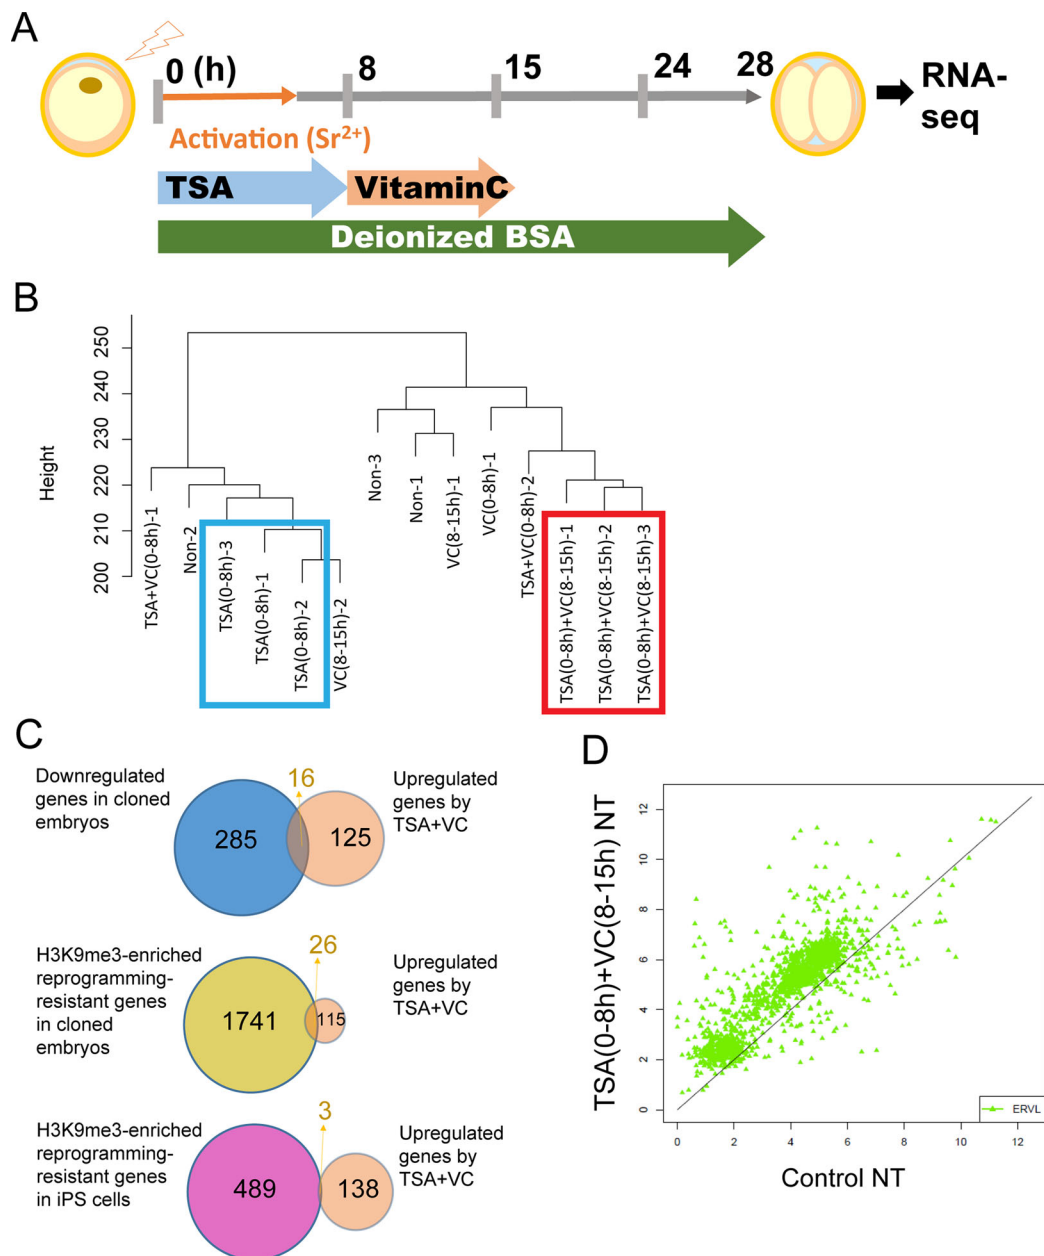 A
0 (h)
8
15
24
28
RNA-
seq
Activation (Sr²⁺)
TSA
VitaminC
Deionized BSA
B
Height
250
240
230
220
210
200
TSA+VC(0-8h)-1
Non-2
TSA(0-8h)-3
TSA(0-8h)-1
TSA(0-8h)-2
VC(8-15h)-2
Non-3
Non-1
VC(8-15h)-1
VC(0-8h)-1
TSA+VC(0-8h)-2
TSA(0-8h)+VC(8-15h)-1
TSA(0-8h)+VC(8-15h)-2
TSA(0-8h)+VC(8-15h)-3
C
Downregulated
genes in cloned
embryos
285
16
125
Upregulated
genes by
TSA+VC
H3K9me3-enriched
reprogramming-
resistant genes
in cloned
embryos
1741
26
115
Upregulated
genes by
TSA+VC
H3K9me3-enriched
reprogramming-
resistant genes
in iPS cells
489
3
138
Upregulated
genes by
TSA+VC
D
TSA(0-8h)+VC(8-15h) NT
12
10
8
6
4
2
0
0
2
4
6
8
10
12
ERVL
Control NT